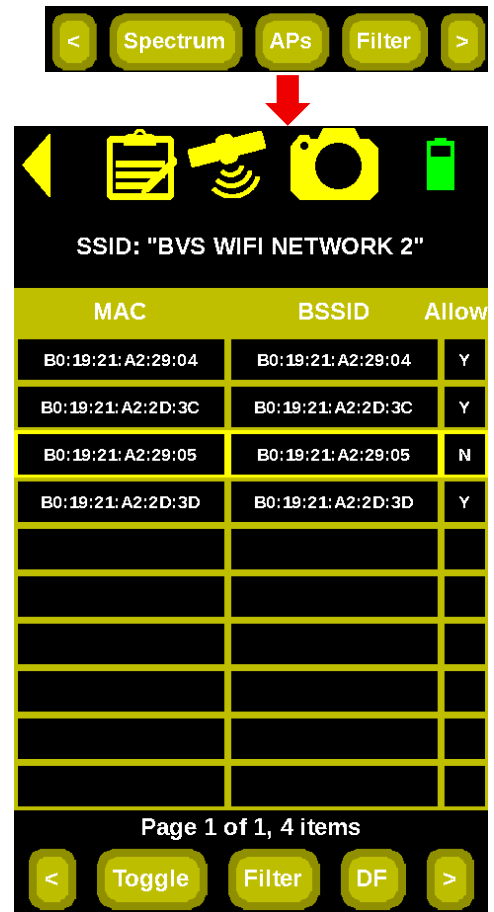 < Spectrum APs Filter >
SSID: "BVS WIFI NETWORK 2"
MAC BSSID Allow
B0:19:21:A2:29:04 B0:19:21:A2:29:04 Y
B0:19:21:A2:2D:3C B0:19:21:A2:2D:3C Y
B0:19:21:A2:29:05 B0:19:21:A2:29:05 N
B0:19:21:A2:2D:3D B0:19:21:A2:2D:3D Y
Page 1 of 1, 4 items
< Toggle Filter DF >